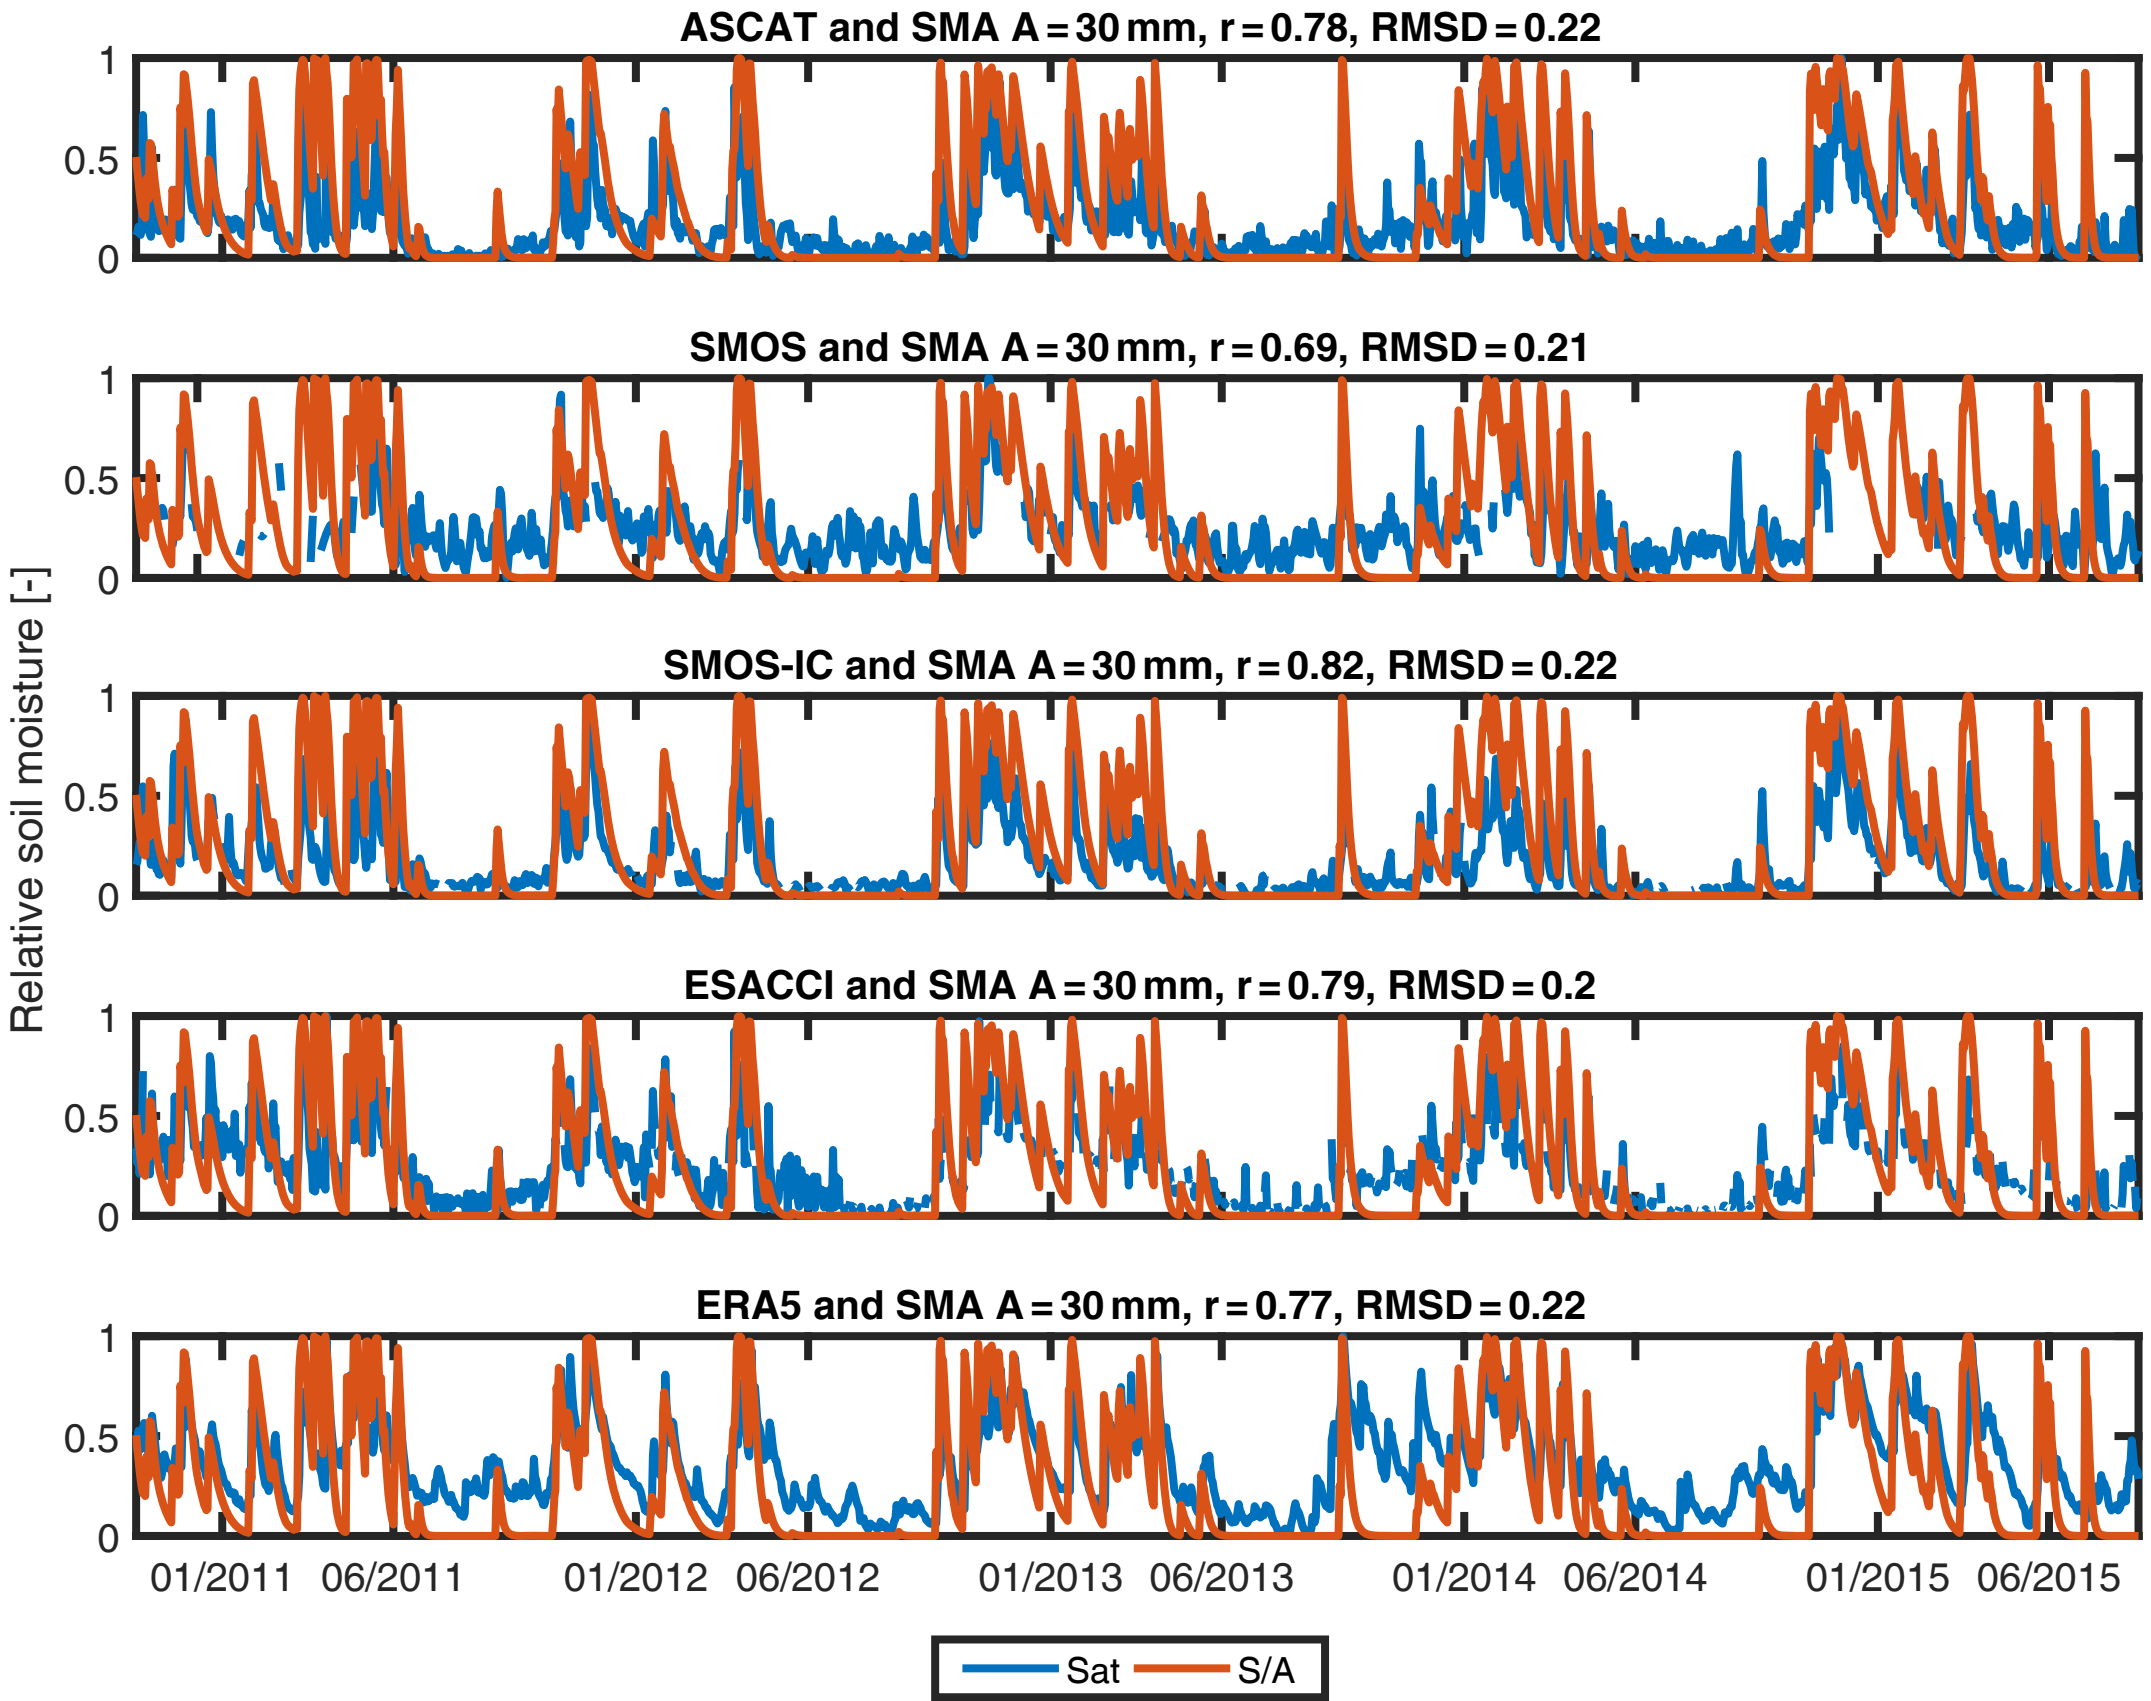 ASCAT and SMA A = 30 mm, r = 0.78, RMSD = 0.22
1
0.5
0
SMOS and SMA A = 30 mm, r = 0.69, RMSD = 0.21
1
0.5
0
SMOS-IC and SMA A = 30 mm, r = 0.82, RMSD = 0.22
1
0.5
0
Relative soil moisture [-]
ESACCI and SMA A = 30 mm, r = 0.79, RMSD = 0.2
1
0.5
0
ERA5 and SMA A = 30 mm, r = 0.77, RMSD = 0.22
1
0.5
0
01/2011 06/2011 01/2012 06/2012 01/2013 06/2013 01/2014 06/2014 01/2015 06/2015
Sat S/A